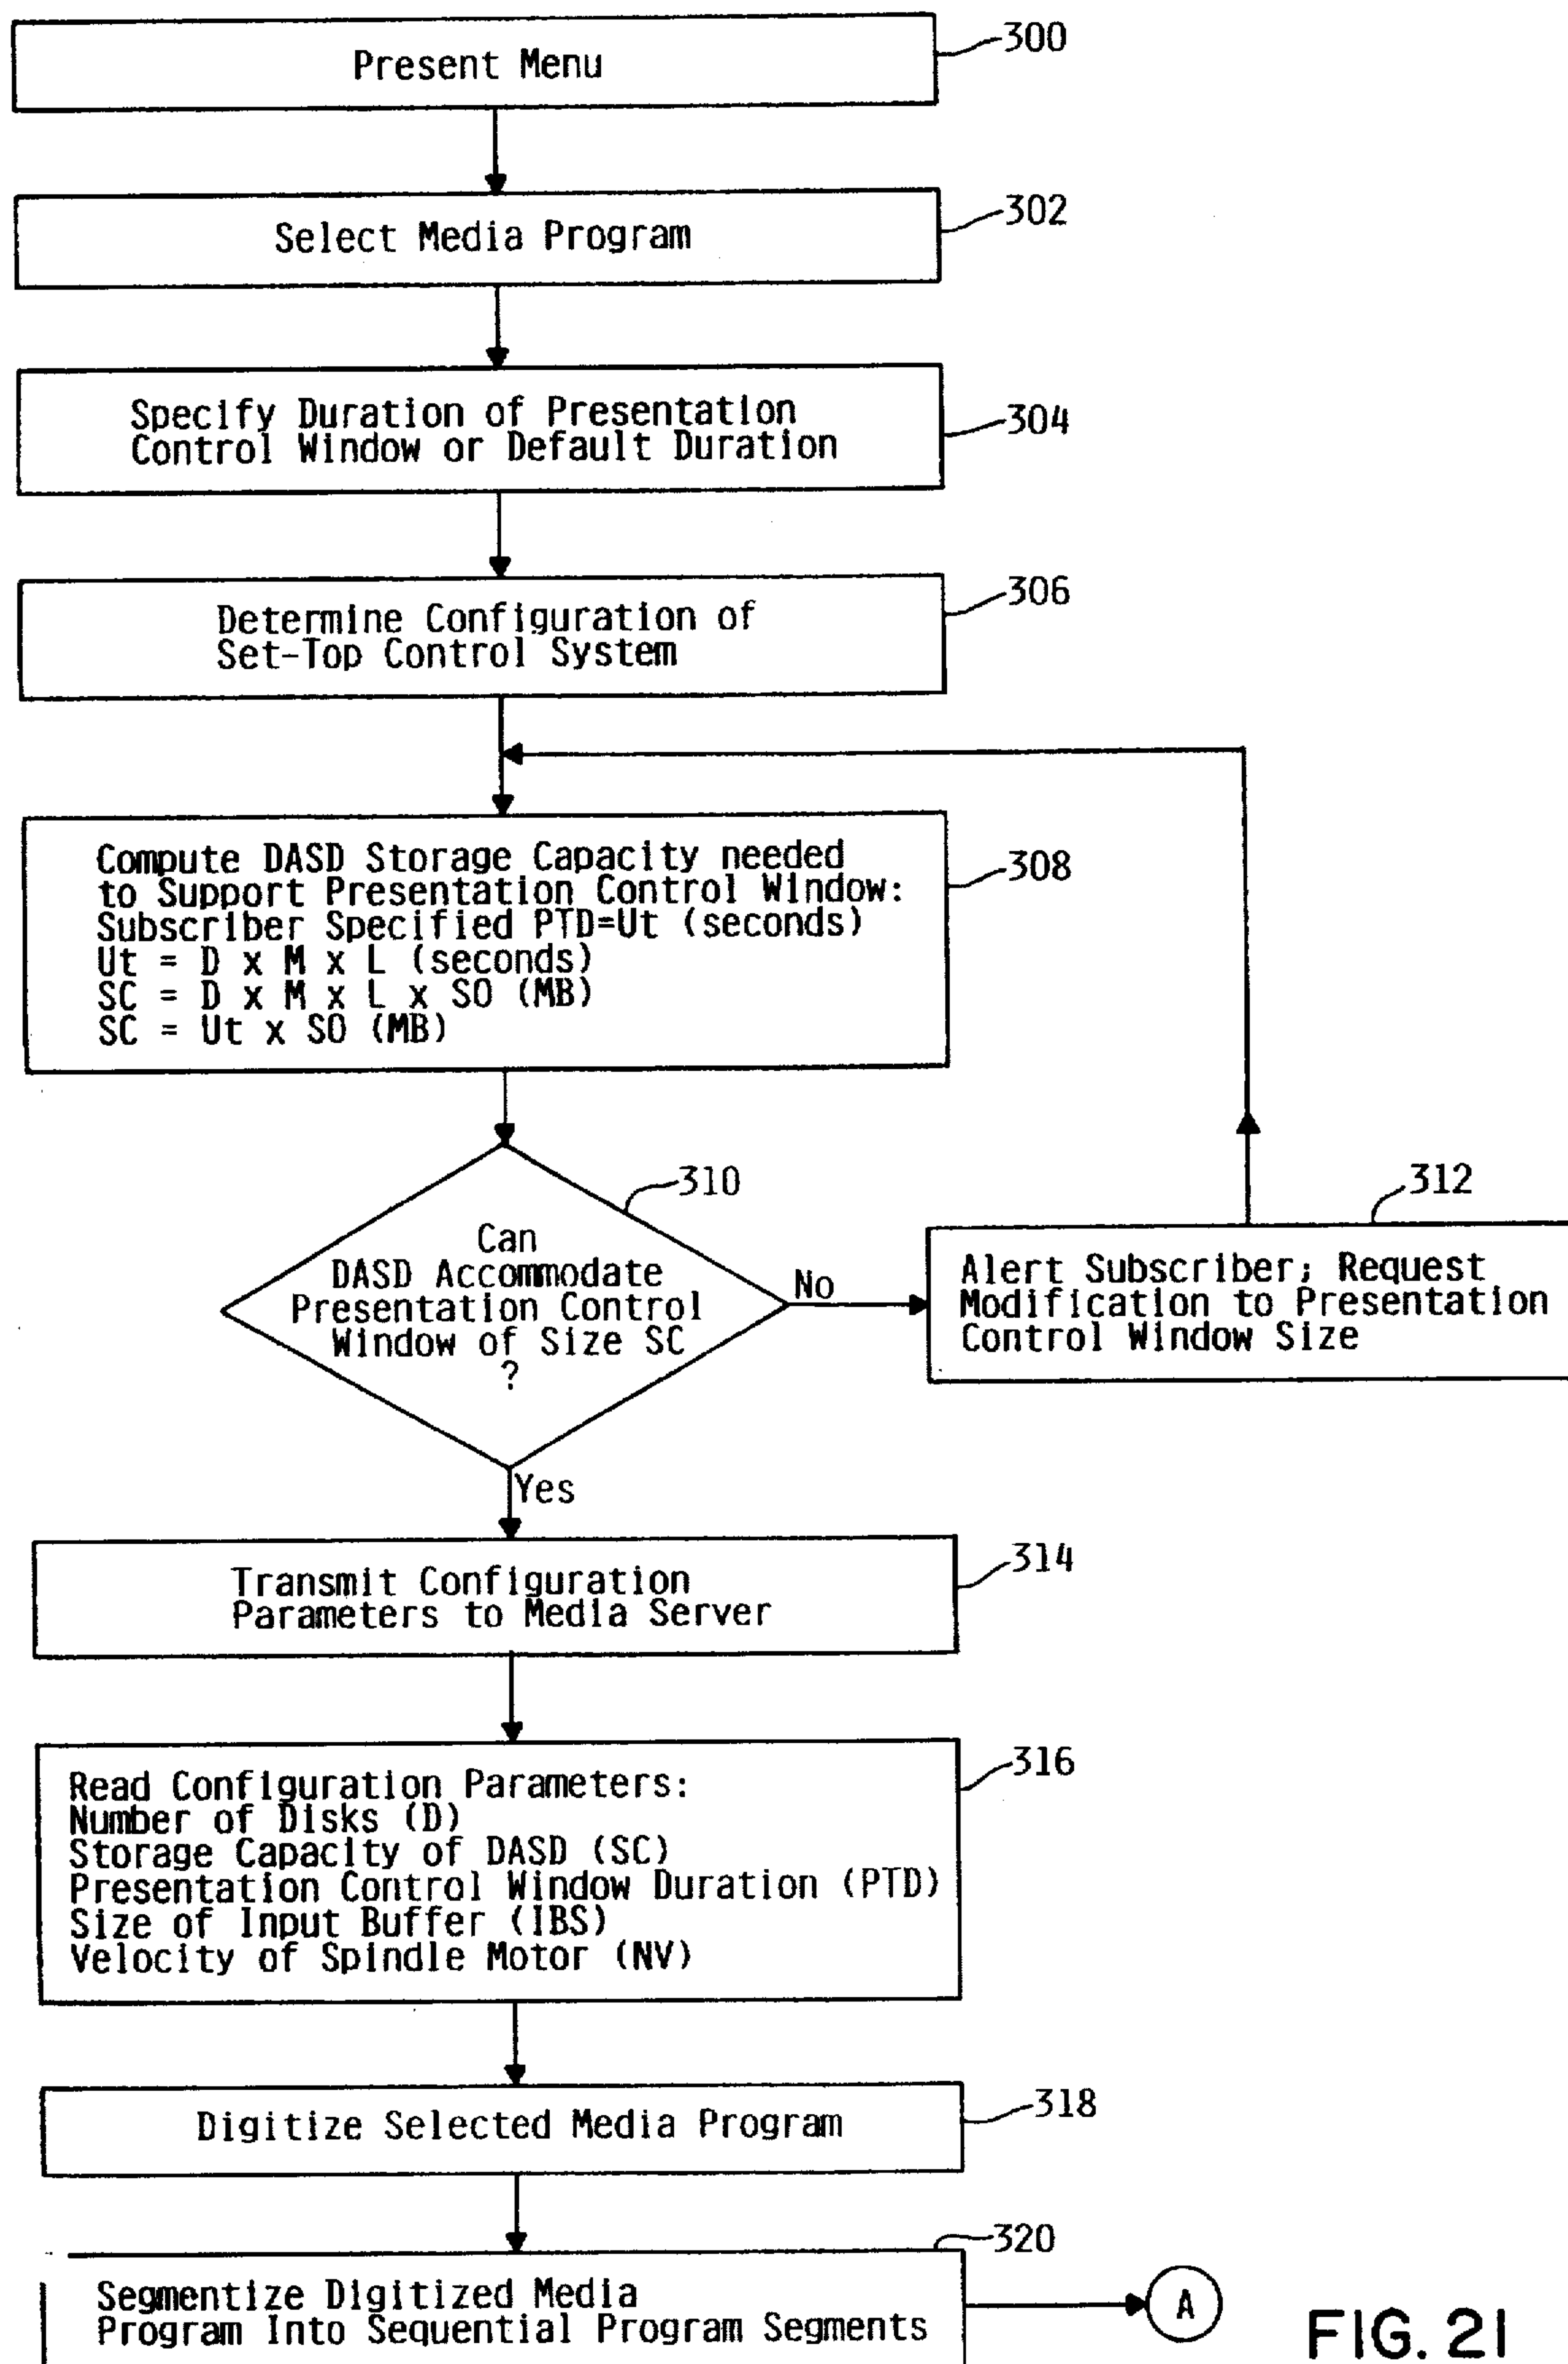 Present Menu
300
Select Media Program
302
Specify Duration of Presentation
Control Window or Default Duration
304
Determine Configuration of
Set-Top Control System
306
Compute DASD Storage Capacity needed
to Support Presentation Control Window:
Subscriber Specified PTD=Ut (seconds)
Ut = D x M x L (seconds)
SC = D x M x L x SO (MB)
SC = Ut x SO (MB)
308
310
Can
DASD Accommodate
Presentation Control
Window of Size SC
?
No
312
Alert Subscriber; Request
Modification to Presentation
Control Window Size
Yes
Transmit Configuration
Parameters to Media Server
314
Read Configuration Parameters:
Number of Disks (D)
Storage Capacity of DASD (SC)
Presentation Control Window Duration (PTD)
Size of Input Buffer (IBS)
Velocity of Spindle Motor (NV)
316
Digitize Selected Media Program
318
320
Segmentize Digitized Media
Program Into Sequential Program Segments
A
FIG. 21